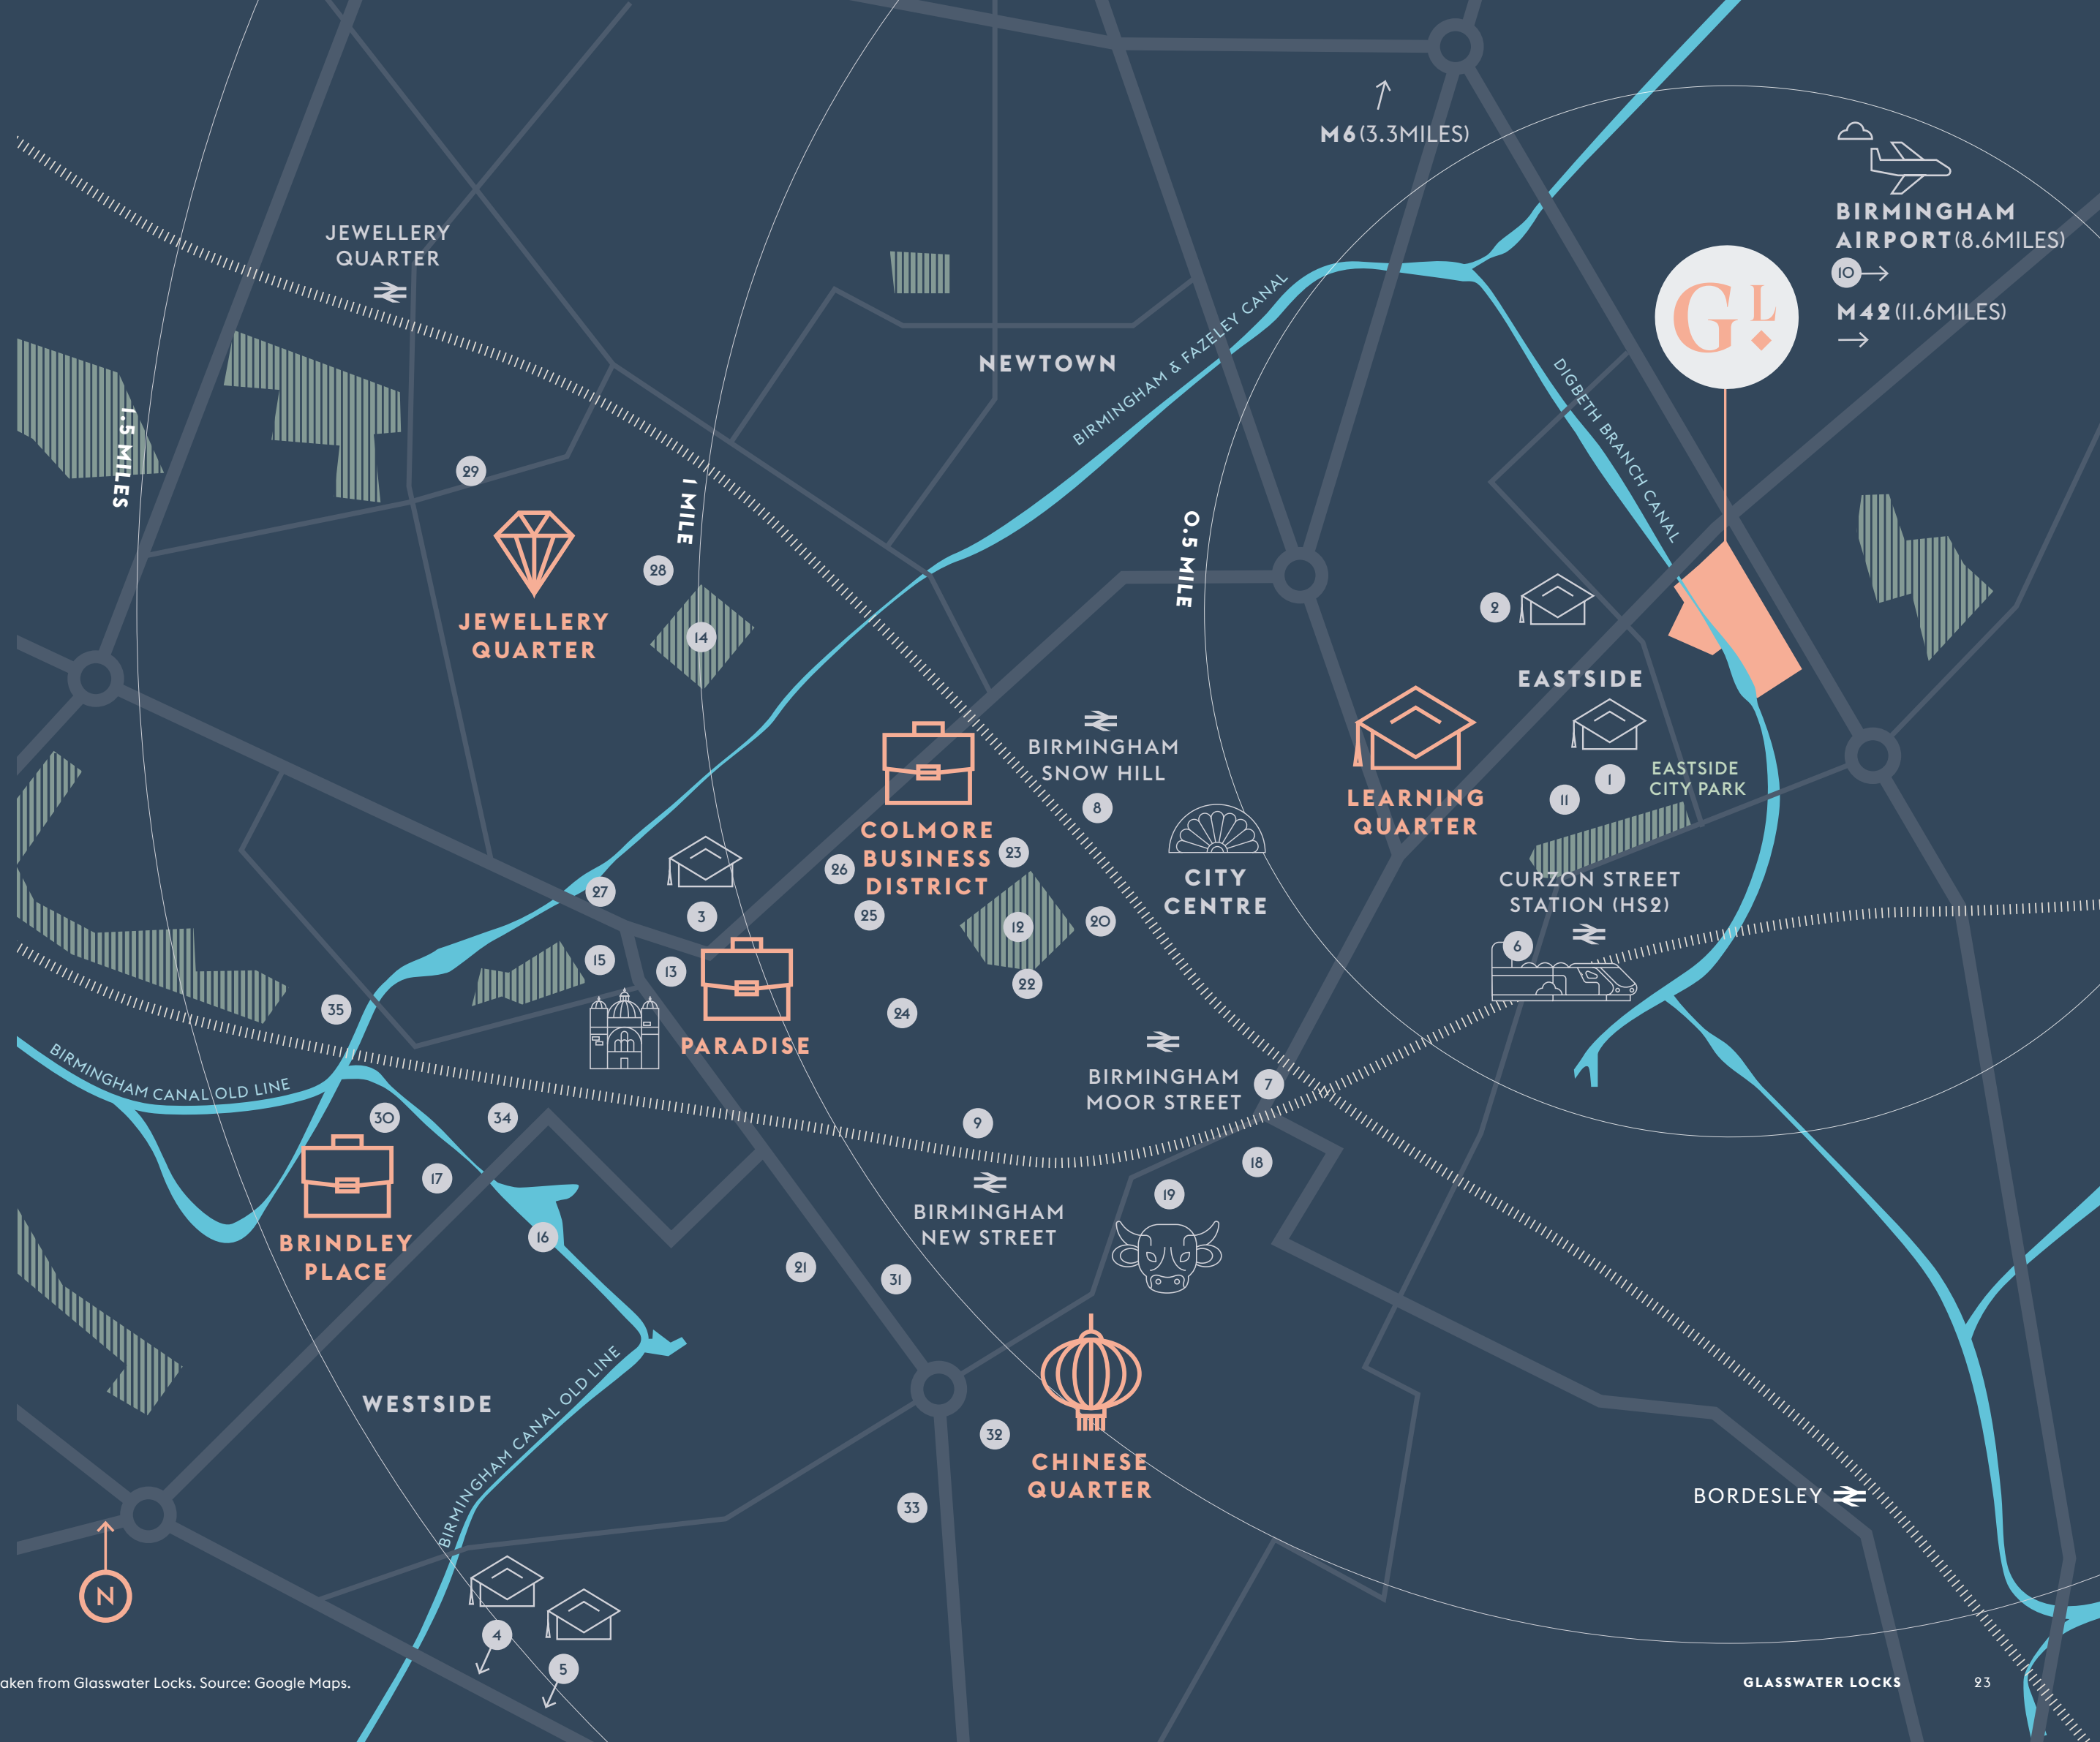 M6 (3.3MILES)
BIRMINGHAM
AIRPORT (8.6MILES)
10
M42 (11.6MILES)
GL
JEWELLERY
QUARTER
NEWTOWN
BIRMINGHAM & FAZELEY CANAL
DIGBETH BRANCH CANAL
1.5 MILES
1 MILE
0.5 MILE
29
28
14
JEWELLERY
QUARTER
2
EASTSIDE
1
11
EASTSIDE
CITY PARK
LEARNING
QUARTER
BIRMINGHAM
SNOW HILL
8
COLMORE
BUSINESS
DISTRICT
23
26
25
12
20
22
24
CITY
CENTRE
CURZON STREET
STATION (HS2)
6
27
3
15
13
PARADISE
35
BIRMINGHAM CANAL OLD LINE
30
34
17
BRINDLEY
PLACE
16
BIRMINGHAM
MOOR STREET
7
9
18
19
BIRMINGHAM
NEW STREET
21
31
WESTSIDE
BIRMINGHAM CANAL OLD LINE
32
33
CHINESE
QUARTER
BORDESLEY
N
4
5
aken from Glasswater Locks. Source: Google Maps.
GLASSWATER LOCKS
23